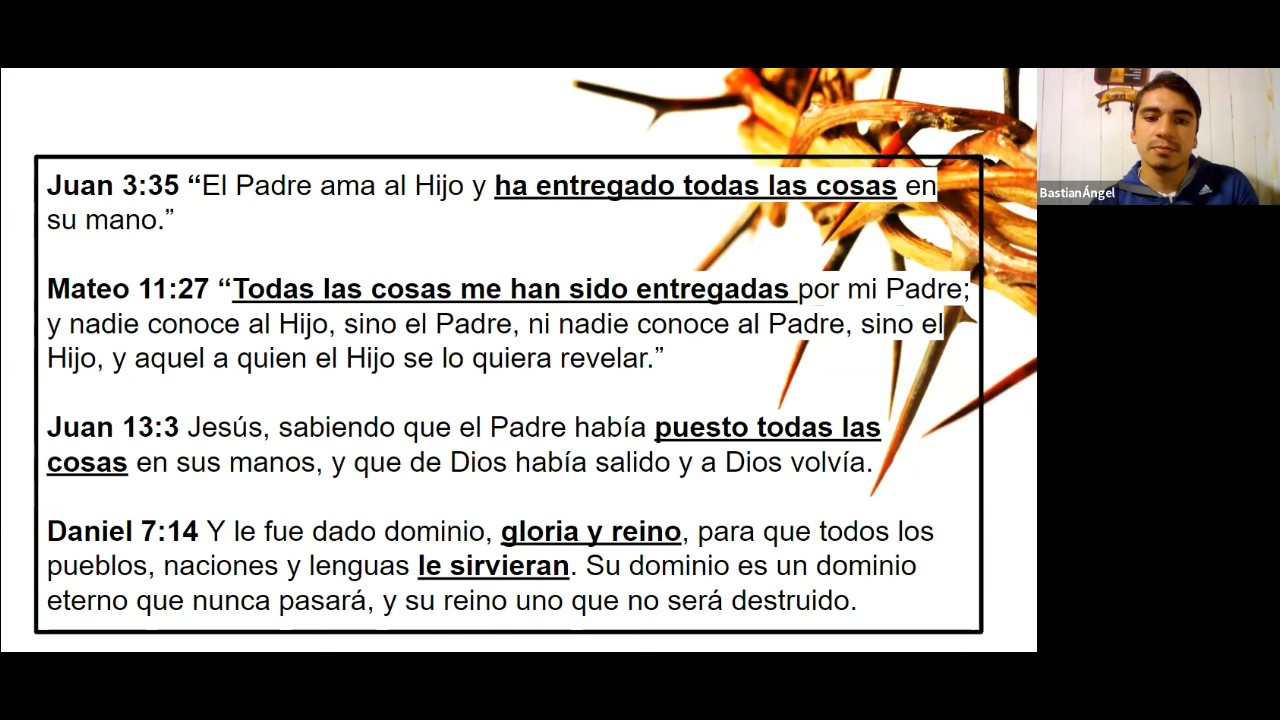 Juan 3:35 “El Padre ama al Hijo y ha entregado todas las cosas en
su mano.”
Mateo 11:27 “Todas las cosas me han sido entregadas por mi Padre;
y nadie conoce al Hijo, sino el Padre, ni nadie conoce al Padre, sino el
Hijo, y aquel a quien el Hijo se lo quiera revelar.”
Juan 13:3 Jesús, sabiendo que el Padre había puesto todas las
cosas en sus manos, y que de Dios había salido y a Dios volvía.
Daniel 7:14 Y le fue dado dominio, gloria y reino, para que todos los
pueblos, naciones y lenguas le sirvieran. Su dominio es un dominio
eterno que nunca pasará, y su reino uno que no será destruido.
BastianÁngel